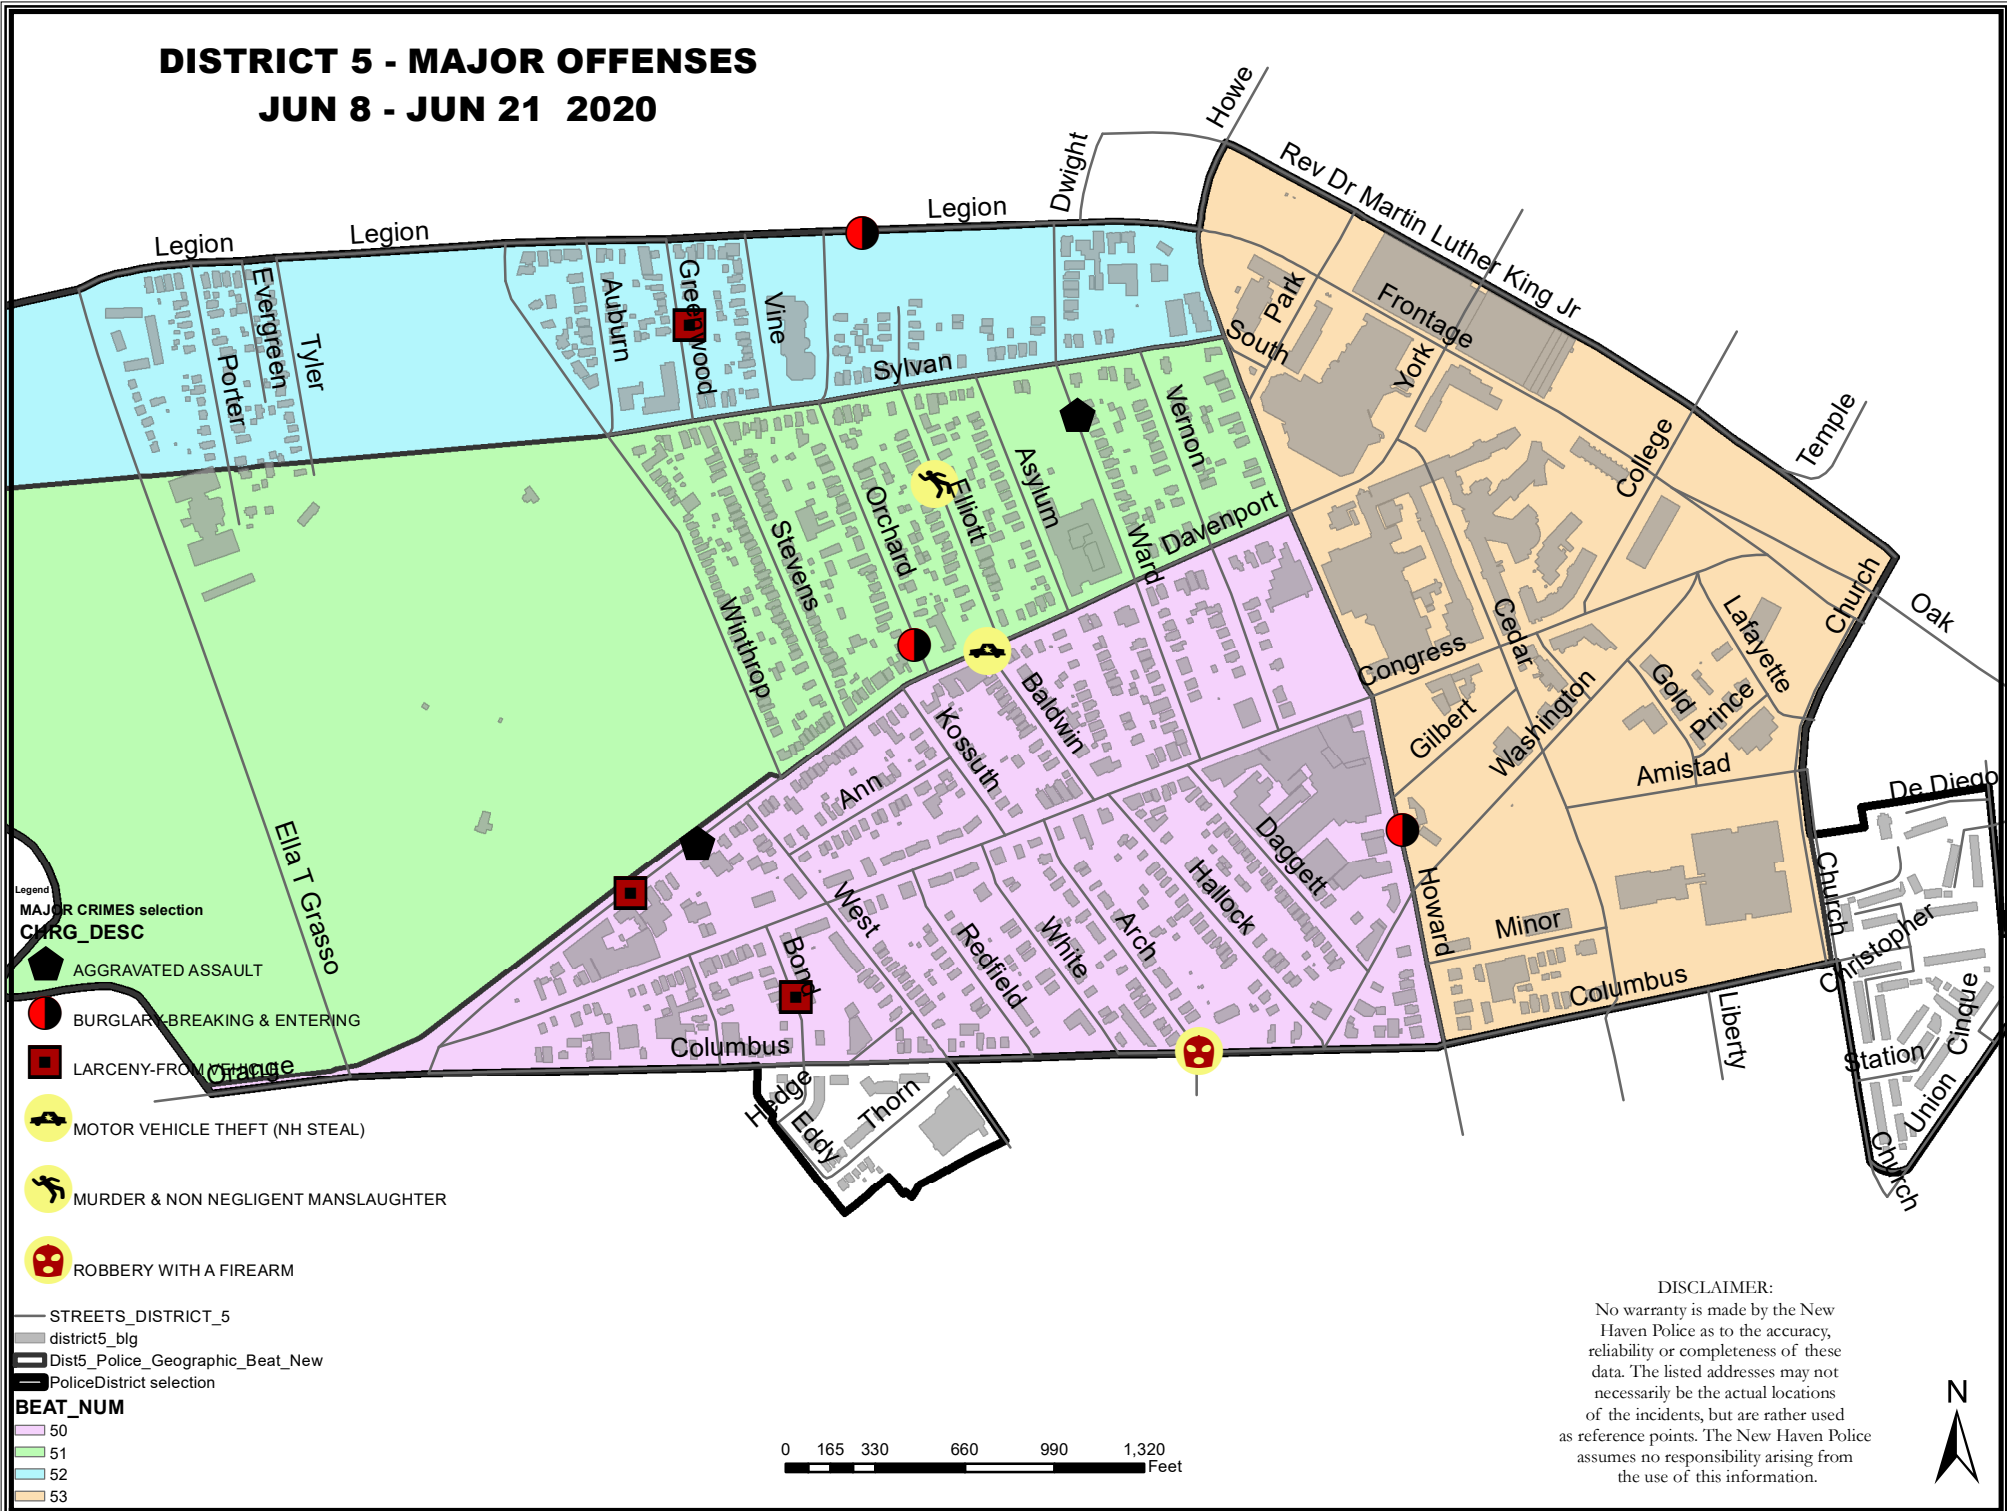 DISTRICT 5 - MAJOR OFFENSES
JUN 8 - JUN 21 2020
Howe
Rev Dr Martin Luther King Jr
Dwight
Legion
Legion
Legion
Evergreen
Porter
Tyler
Auburn
Greenwood
Vine
Sylvan
Park
South
Frontage
York
College
Temple
Vernon
Asylum
Ward
Elliott
Orchard
Stevens
Winthrop
Davenport
Cedar
Congress
Gilbert
Washington
Gold
Prince
Lafayette
Church
Oak
Amistad
De Diego
Baldwin
Kossuth
Ann
West
Redfield
White
Arch
Hallock
Daggett
Howard
Minor
Columbus
Church
Christopher
Liberty
Cinque
Station
Union
Church
Bond
Columbus
Hedge
Eddy
Thorn
Ella T Grasso
Orange
Legend
MAJOR CRIMES selection
CHRG_DESC
AGGRAVATED ASSAULT
BURGLARY-BREAKING & ENTERING
LARCENY-FROM VEHICLE
MOTOR VEHICLE THEFT (NH STEAL)
MURDER & NON NEGLIGENT MANSLAUGHTER
ROBBERY WITH A FIREARM
STREETS_DISTRICT_5
district5_blg
Dist5_Police_Geographic_Beat_New
PoliceDistrict selection
BEAT_NUM
50
51
52
53
0 165 330 660 990 1,320
Feet
DISCLAIMER:
No warranty is made by the New
Haven Police as to the accuracy,
reliability or completeness of these
data. The listed addresses may not
necessarily be the actual locations
of the incidents, but are rather used
as reference points. The New Haven Police
assumes no responsibility arising from
the use of this information.
N